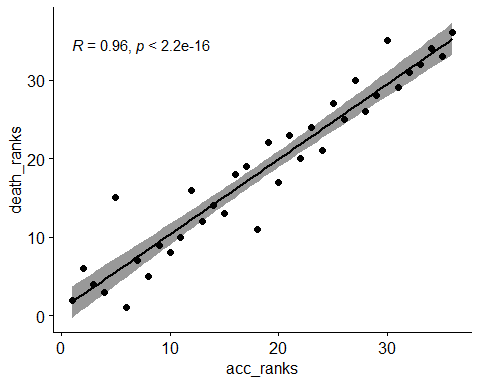 R = 0.96, p < 2.2e-16
death_ranks
30
20
10
0
0 10 20 30
acc_ranks